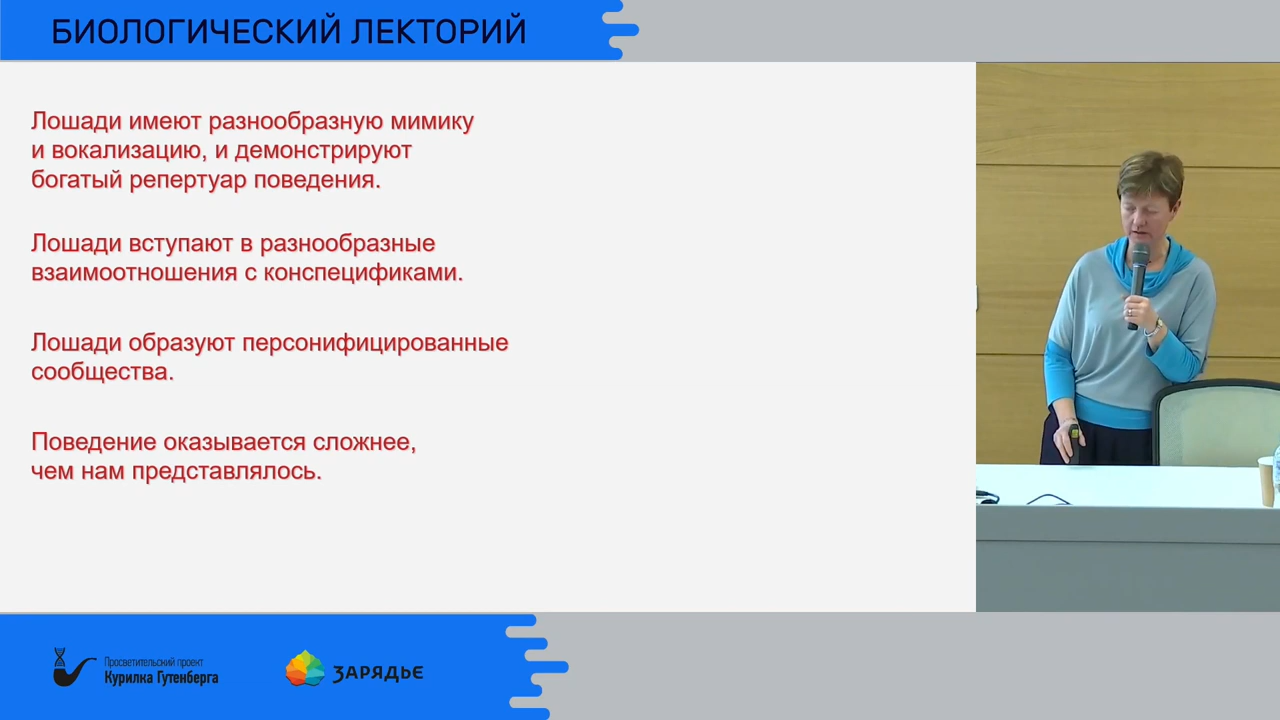 БИОЛОГИЧЕСКИЙ ЛЕКТОРИЙ
Лошади имеют разнообразную мимику
и вокализацию, и демонстрируют
богатый репертуар поведения.
Лошади вступают в разнообразные
взаимоотношения с конспецификами.
Лошади образуют персонифицированные
сообщества.
Поведение оказывается сложнее,
чем нам представлялось.
Просветительский проект
Курилка Гутенберга
ЗАРЯДЬЕ